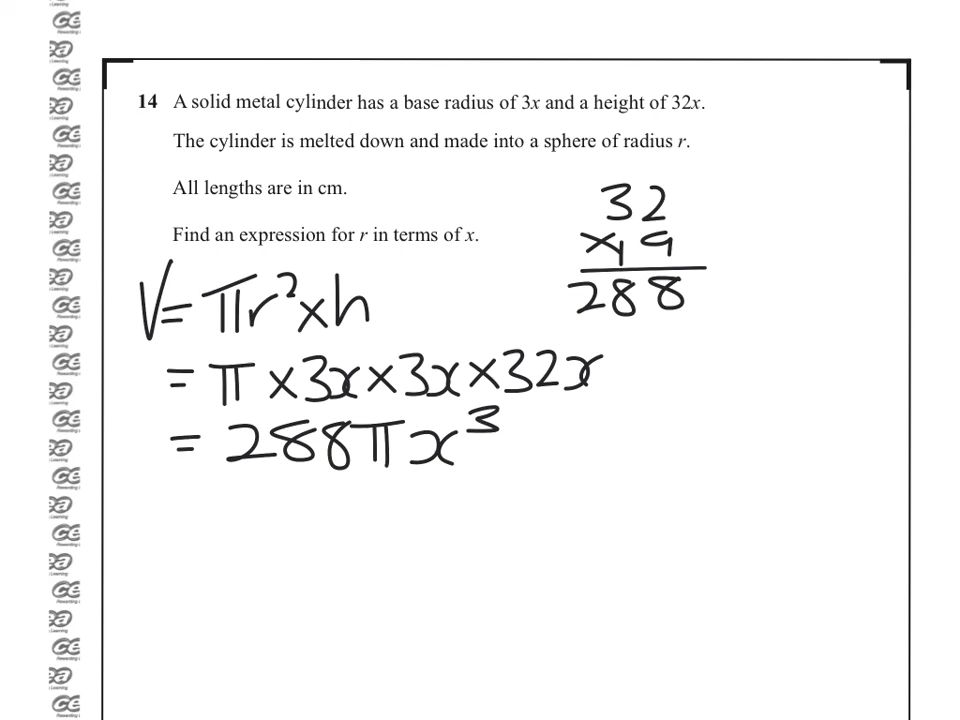 14 A solid metal cylinder has a base radius of 3x and a height of 32x.
The cylinder is melted down and made into a sphere of radius r.
All lengths are in cm.
Find an expression for r in terms of x.
32
×₁9
288
V = πr² × h
= π × 3x × 3x × 32x
= 288πx³